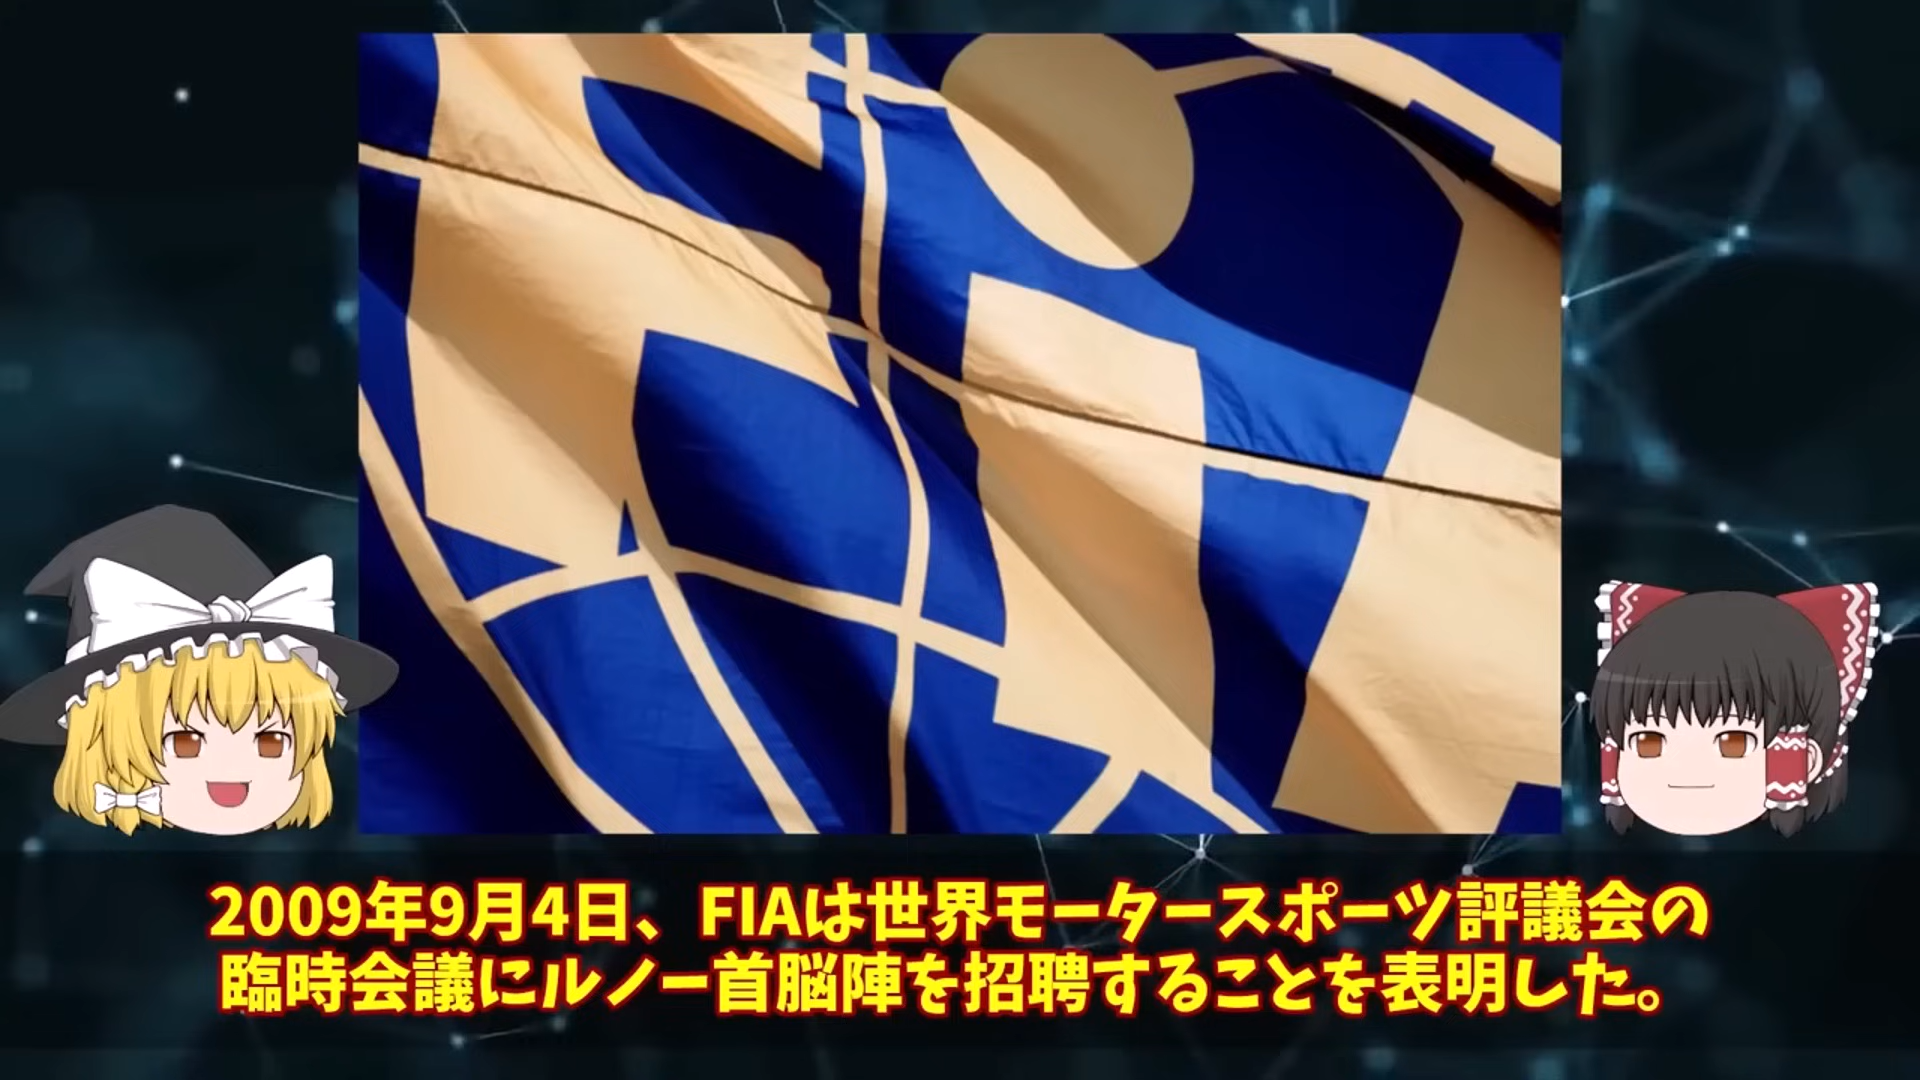 2009年9月4日、FIAは世界モータースポーツ評議会の
臨時会議にルノー首脳陣を招聘することを表明した。